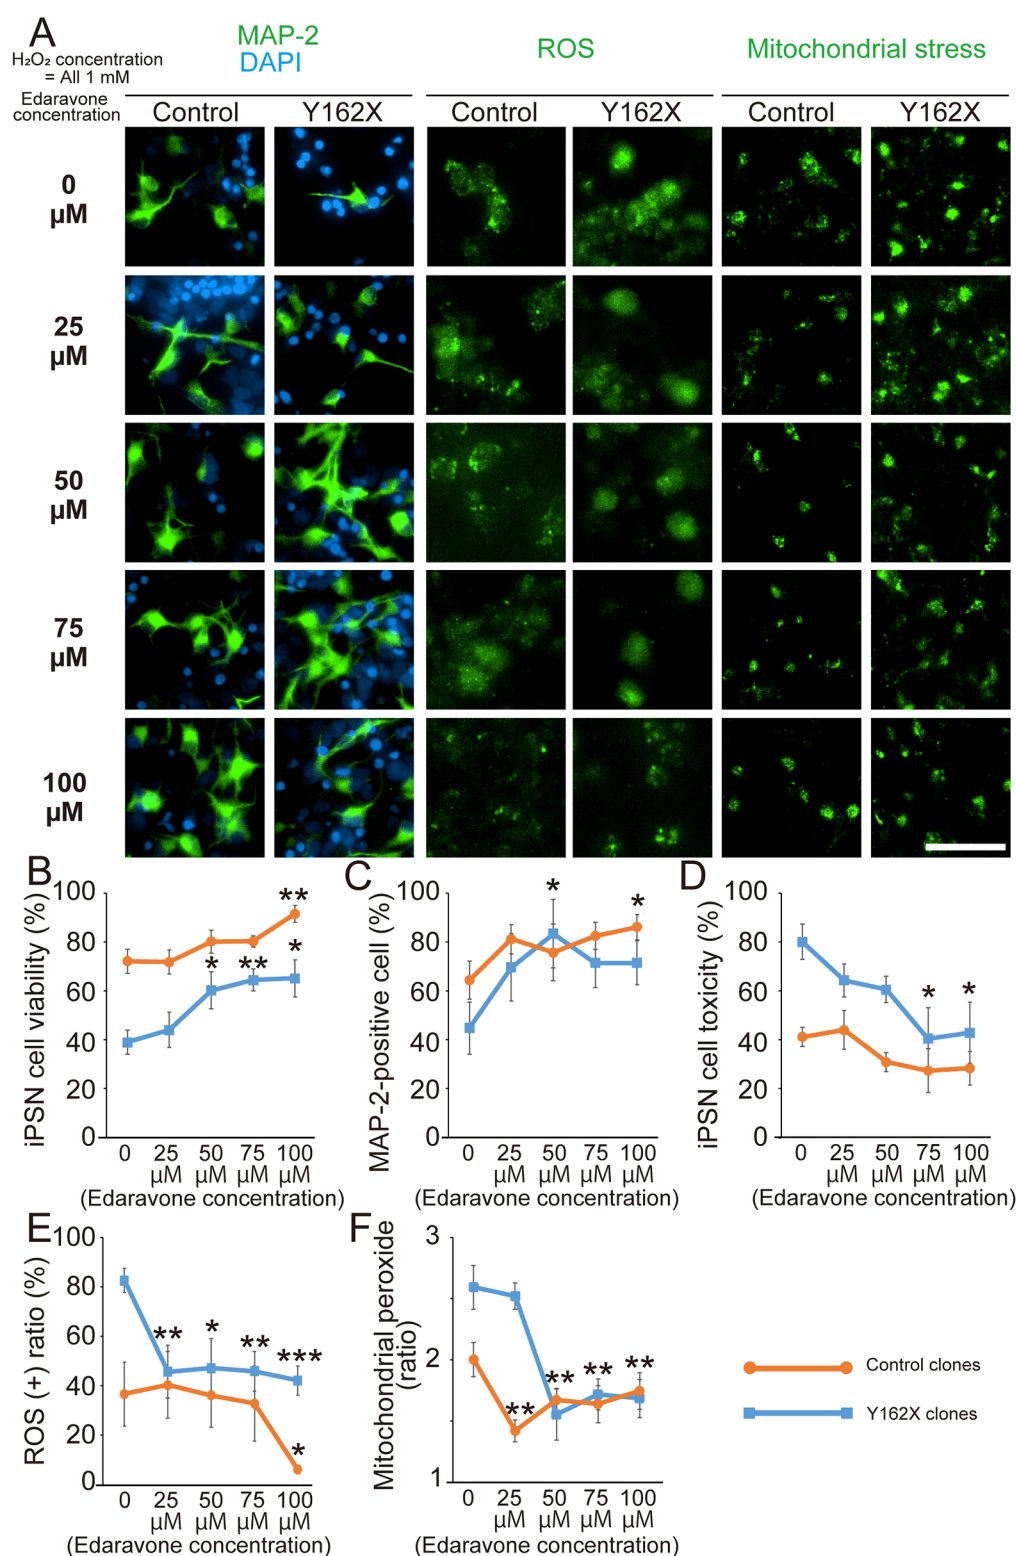 A
H₂O₂ concentration
= All 1 mM
MAP-2
DAPI
ROS
Mitochondrial stress
Edaravone
concentration
Control
Y162X
Control
Y162X
Control
Y162X
0
µM
25
µM
50
µM
75
µM
100
µM
B
iPSN cell viability (%)
100
80
60
40
20
0
**
*
*
**
0
25
µM
50
µM
75
µM
100
µM
(Edaravone concentration)
C
MAP-2-positive cell (%)
100
80
60
40
20
0
*
*
0
25
µM
50
µM
75
µM
100
µM
(Edaravone concentration)
D
iPSN cell toxicity (%)
100
80
60
40
20
0
*
*
0
25
µM
50
µM
75
µM
100
µM
(Edaravone concentration)
E
ROS (+) ratio (%)
100
80
60
40
20
0
**
*
**
***
*
0
25
µM
50
µM
75
µM
100
µM
(Edaravone concentration)
F
Mitochondrial peroxide
(ratio)
3
2
1
**
**
**
**
0
25
µM
50
µM
75
µM
100
µM
(Edaravone concentration)
Control clones
Y162X clones